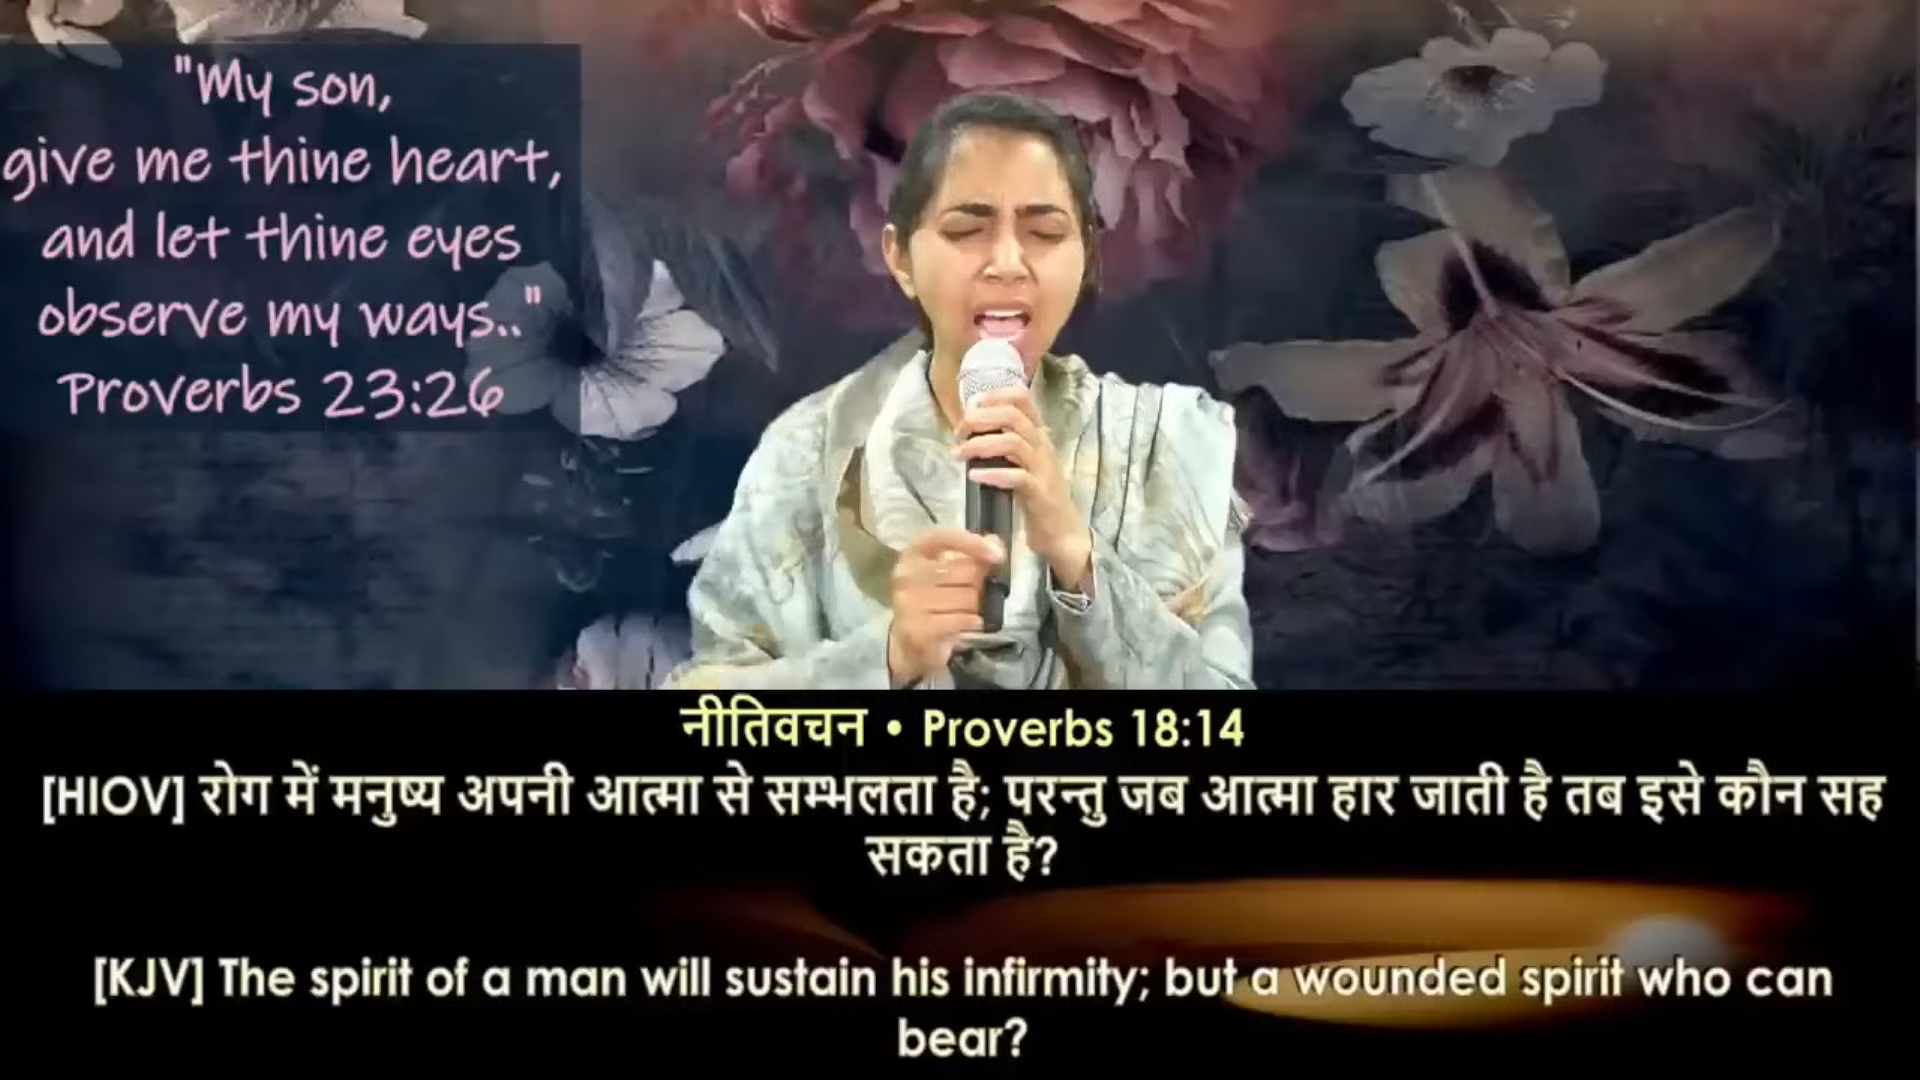 "My son,
give me thine heart,
and let thine eyes
observe my ways.."
Proverbs 23:26
नीतिवचन • Proverbs 18:14
[HIOV] रोग में मनुष्य अपनी आत्मा से सम्भलता है; परन्तु जब आत्मा हार जाती है तब इसे कौन सह
सकता है?
[KJV] The spirit of a man will sustain his infirmity; but a wounded spirit who can
bear?